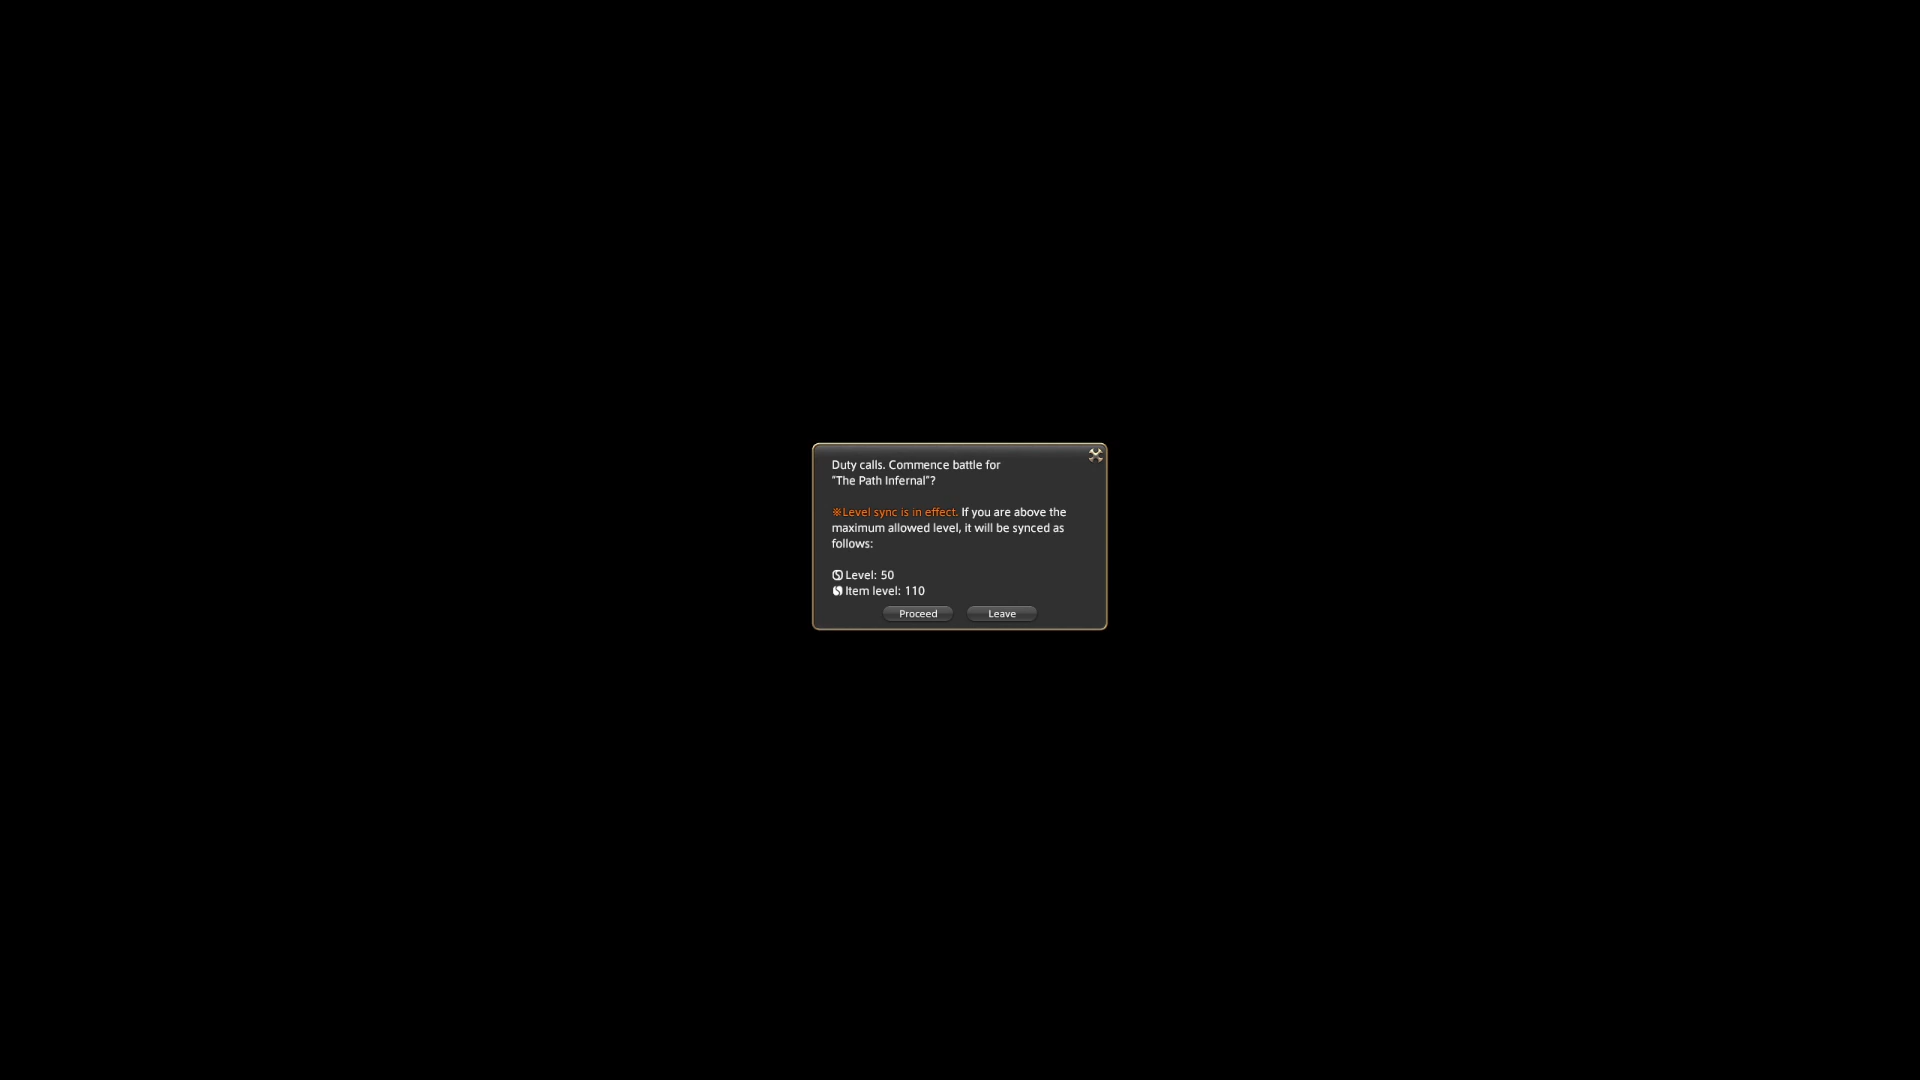 Duty calls. Commence battle for
"The Path Infernal"?
※Level sync is in effect. If you are above the
maximum allowed level, it will be synced as
follows:
Level: 50
Item level: 110
Proceed Leave